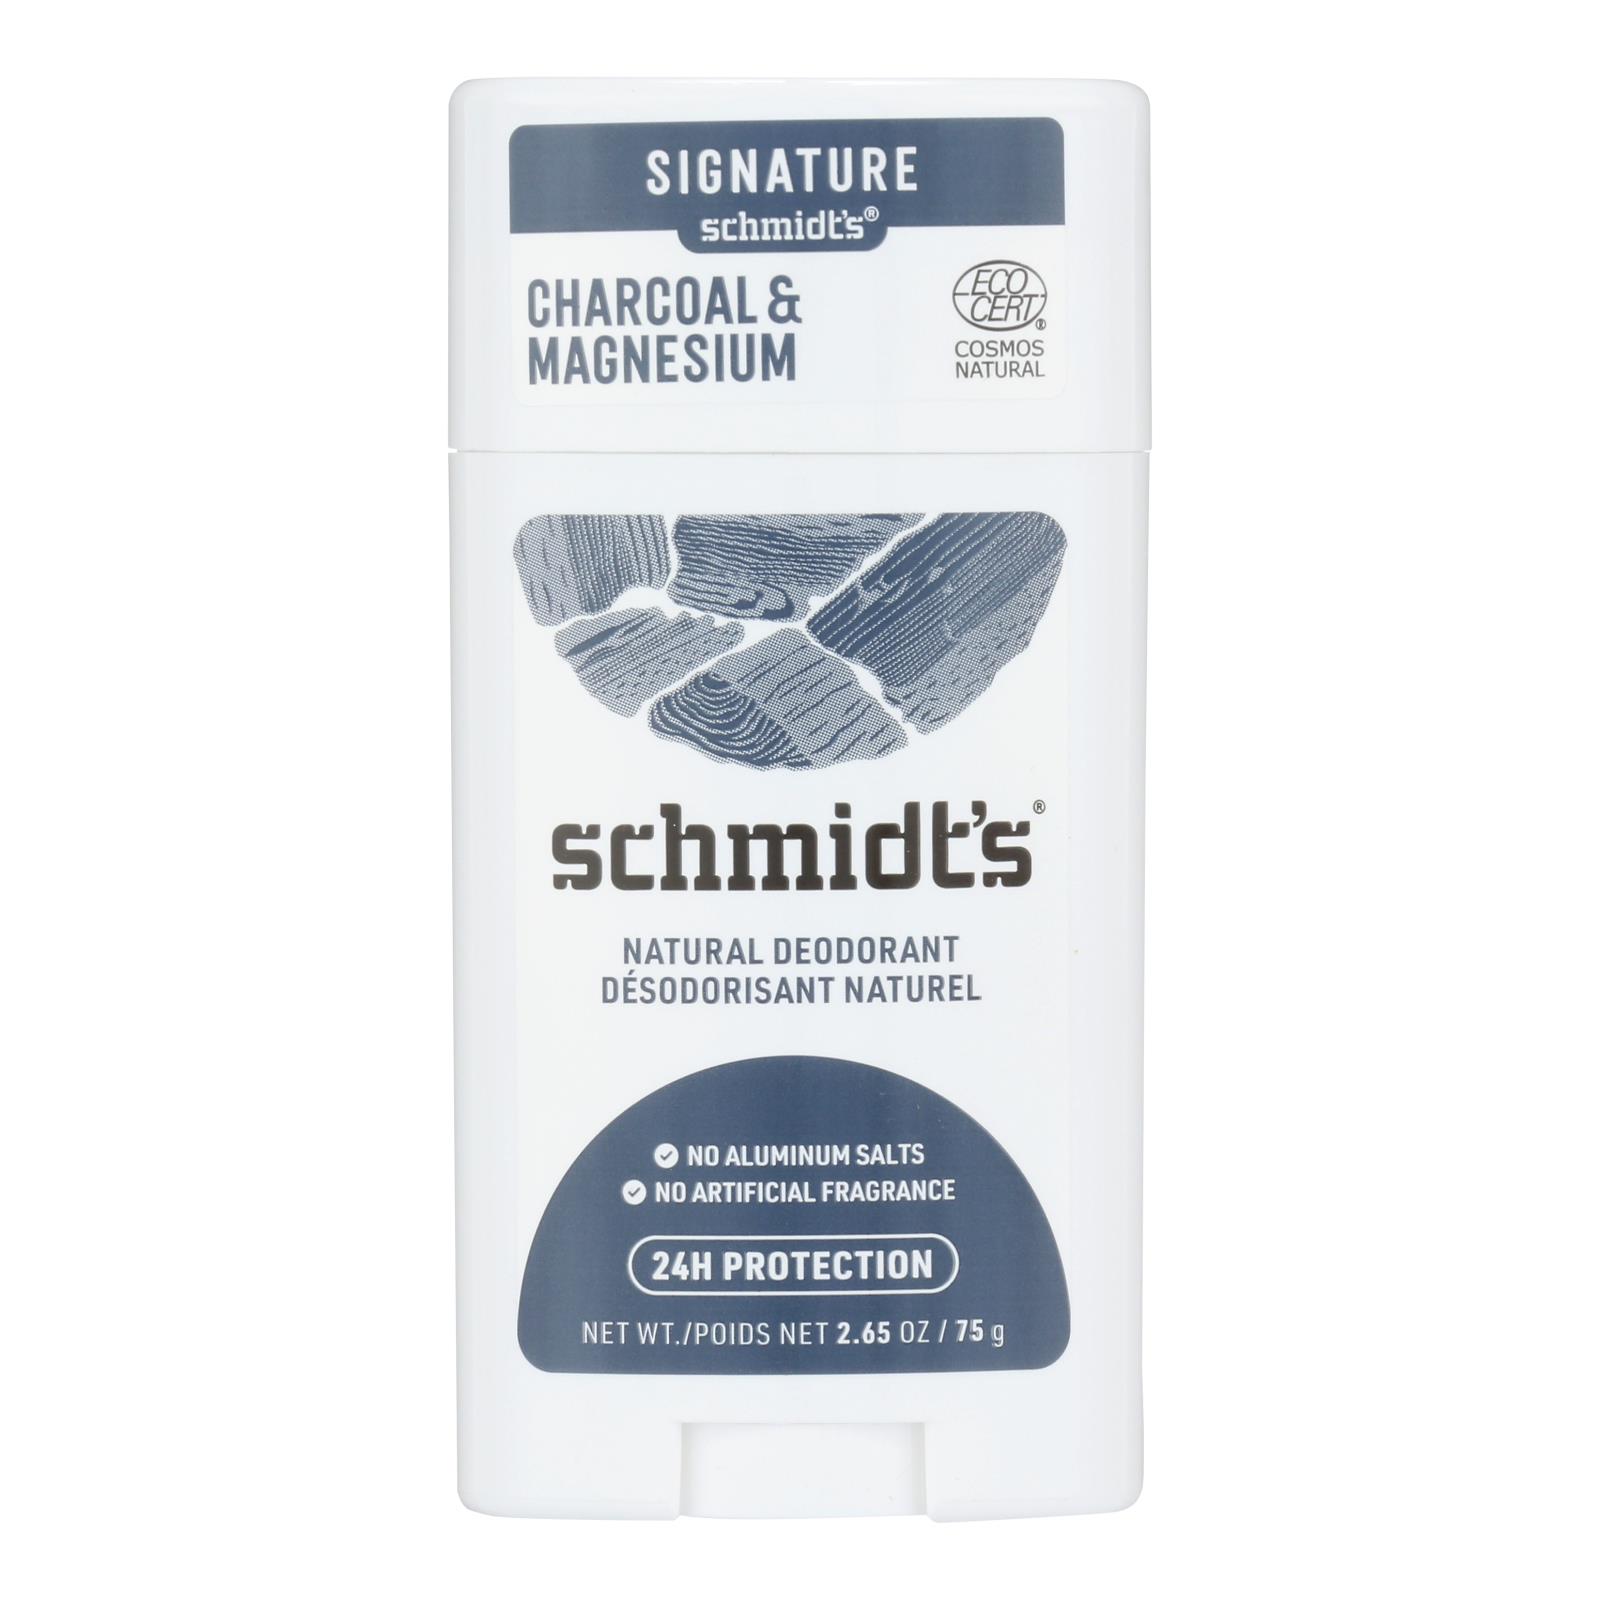 SIGNATURE
schmidt's®
CHARCOAL &
MAGNESIUM
ECO
CERT®
COSMOS
NATURAL
schmidt's®
NATURAL DEODORANT
DÉSODORISANT NATUREL
NO ALUMINUM SALTS
NO ARTIFICIAL FRAGRANCE
24H PROTECTION
NET WT./POIDS NET 2.65 OZ / 75 g